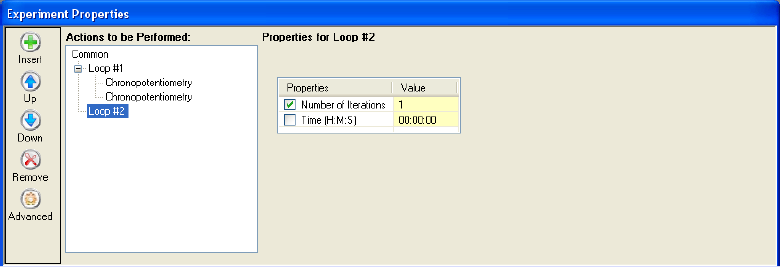 Experiment Properties
Insert
Up
Down
Remove
Advanced
Actions to be Performed:
Common
Loop #1
Chronopotentiometry
Chronopotentiometry
Loop #2
Properties for Loop #2
Properties Value
Number of Iterations 1
Time (H:M:S) 00:00:00